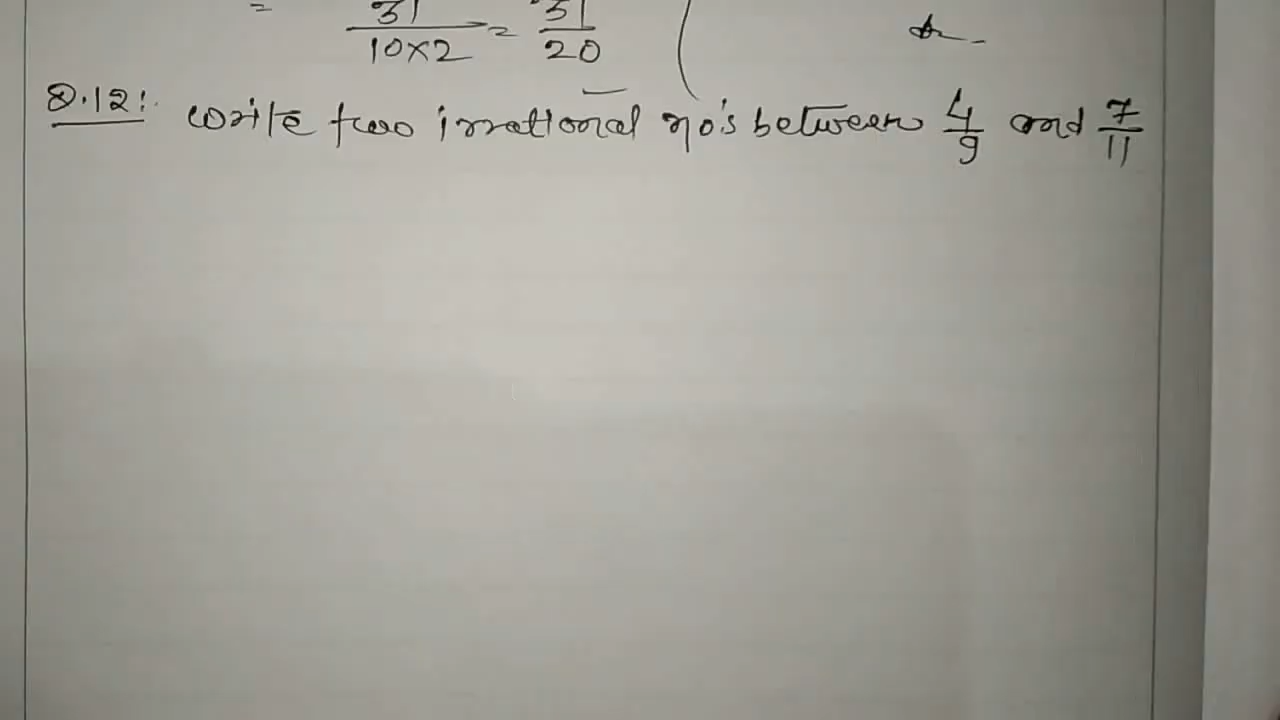 = 31/10×2 = 31/20
Q.12:. write two irrational no's between 4/9 and 7/11